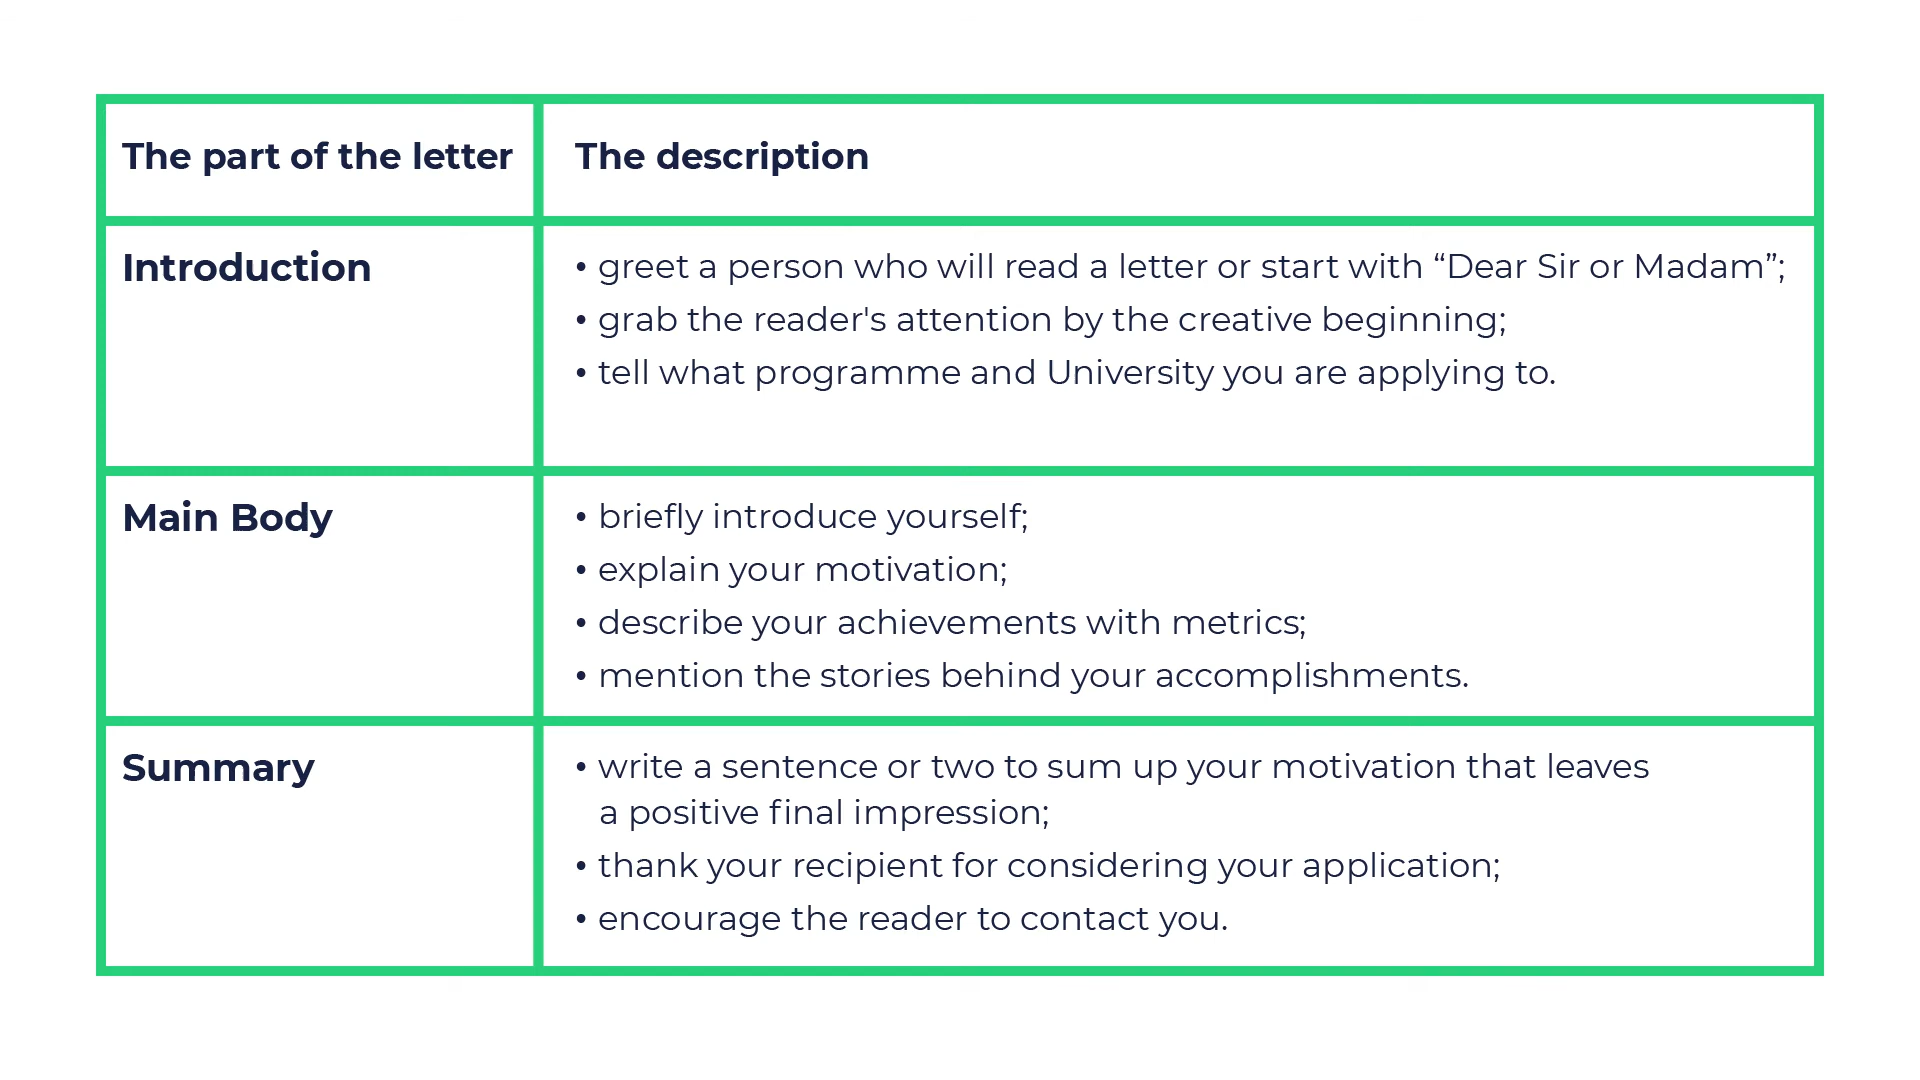 The part of the letter
The description
Introduction
• greet a person who will read a letter or start with “Dear Sir or Madam”;
• grab the reader's attention by the creative beginning;
• tell what programme and University you are applying to.
Main Body
• briefly introduce yourself;
• explain your motivation;
• describe your achievements with metrics;
• mention the stories behind your accomplishments.
Summary
• write a sentence or two to sum up your motivation that leaves
a positive final impression;
• thank your recipient for considering your application;
• encourage the reader to contact you.